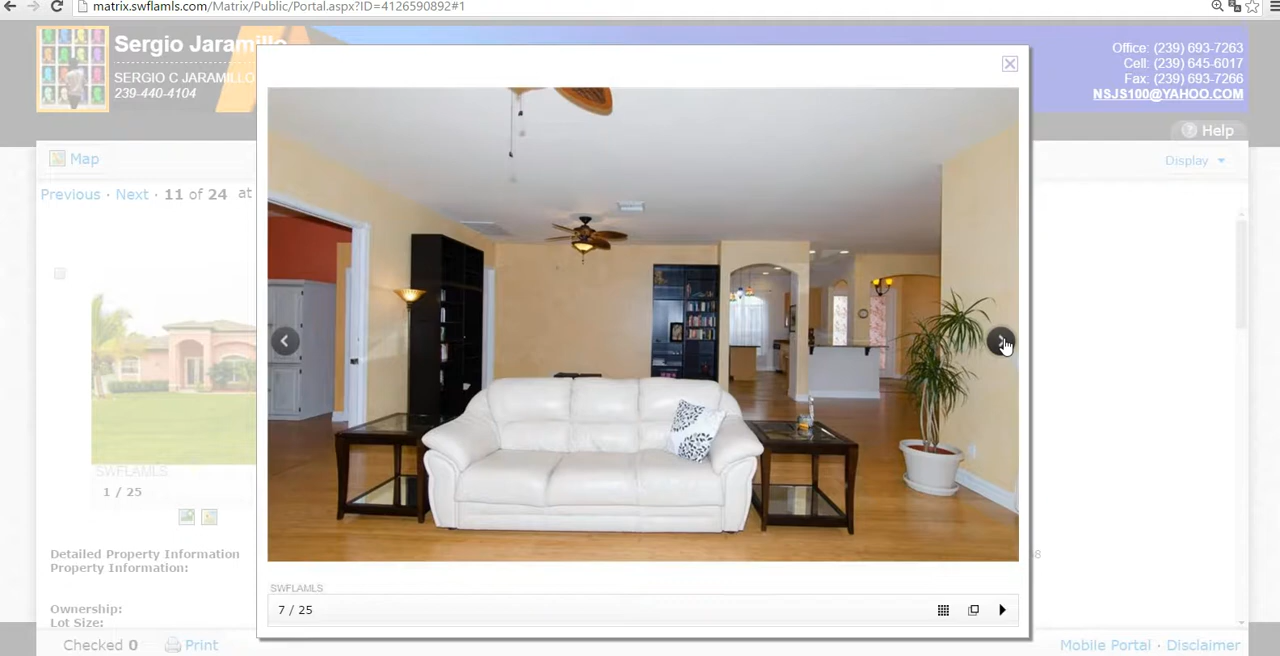 matrix.swflamls.com/Matrix/Public/Portal.aspx?ID=4126590892#1
Sergio Jaramillo
SERGIO C JARAMILLO
239-440-4104
Office: (239) 693-7263
Cell: (239) 645-6017
Fax: (239) 693-7266
NSJS100@YAHOO.COM
Help
Map
Display
Previous · Next · 11 of 24 at
SWFLAMLS
1 / 25
Detailed Property Information
Property Information:
Ownership:
Lot Size:
SWFLAMLS
7 / 25
Checked 0 Print
Mobile Portal · Disclaimer